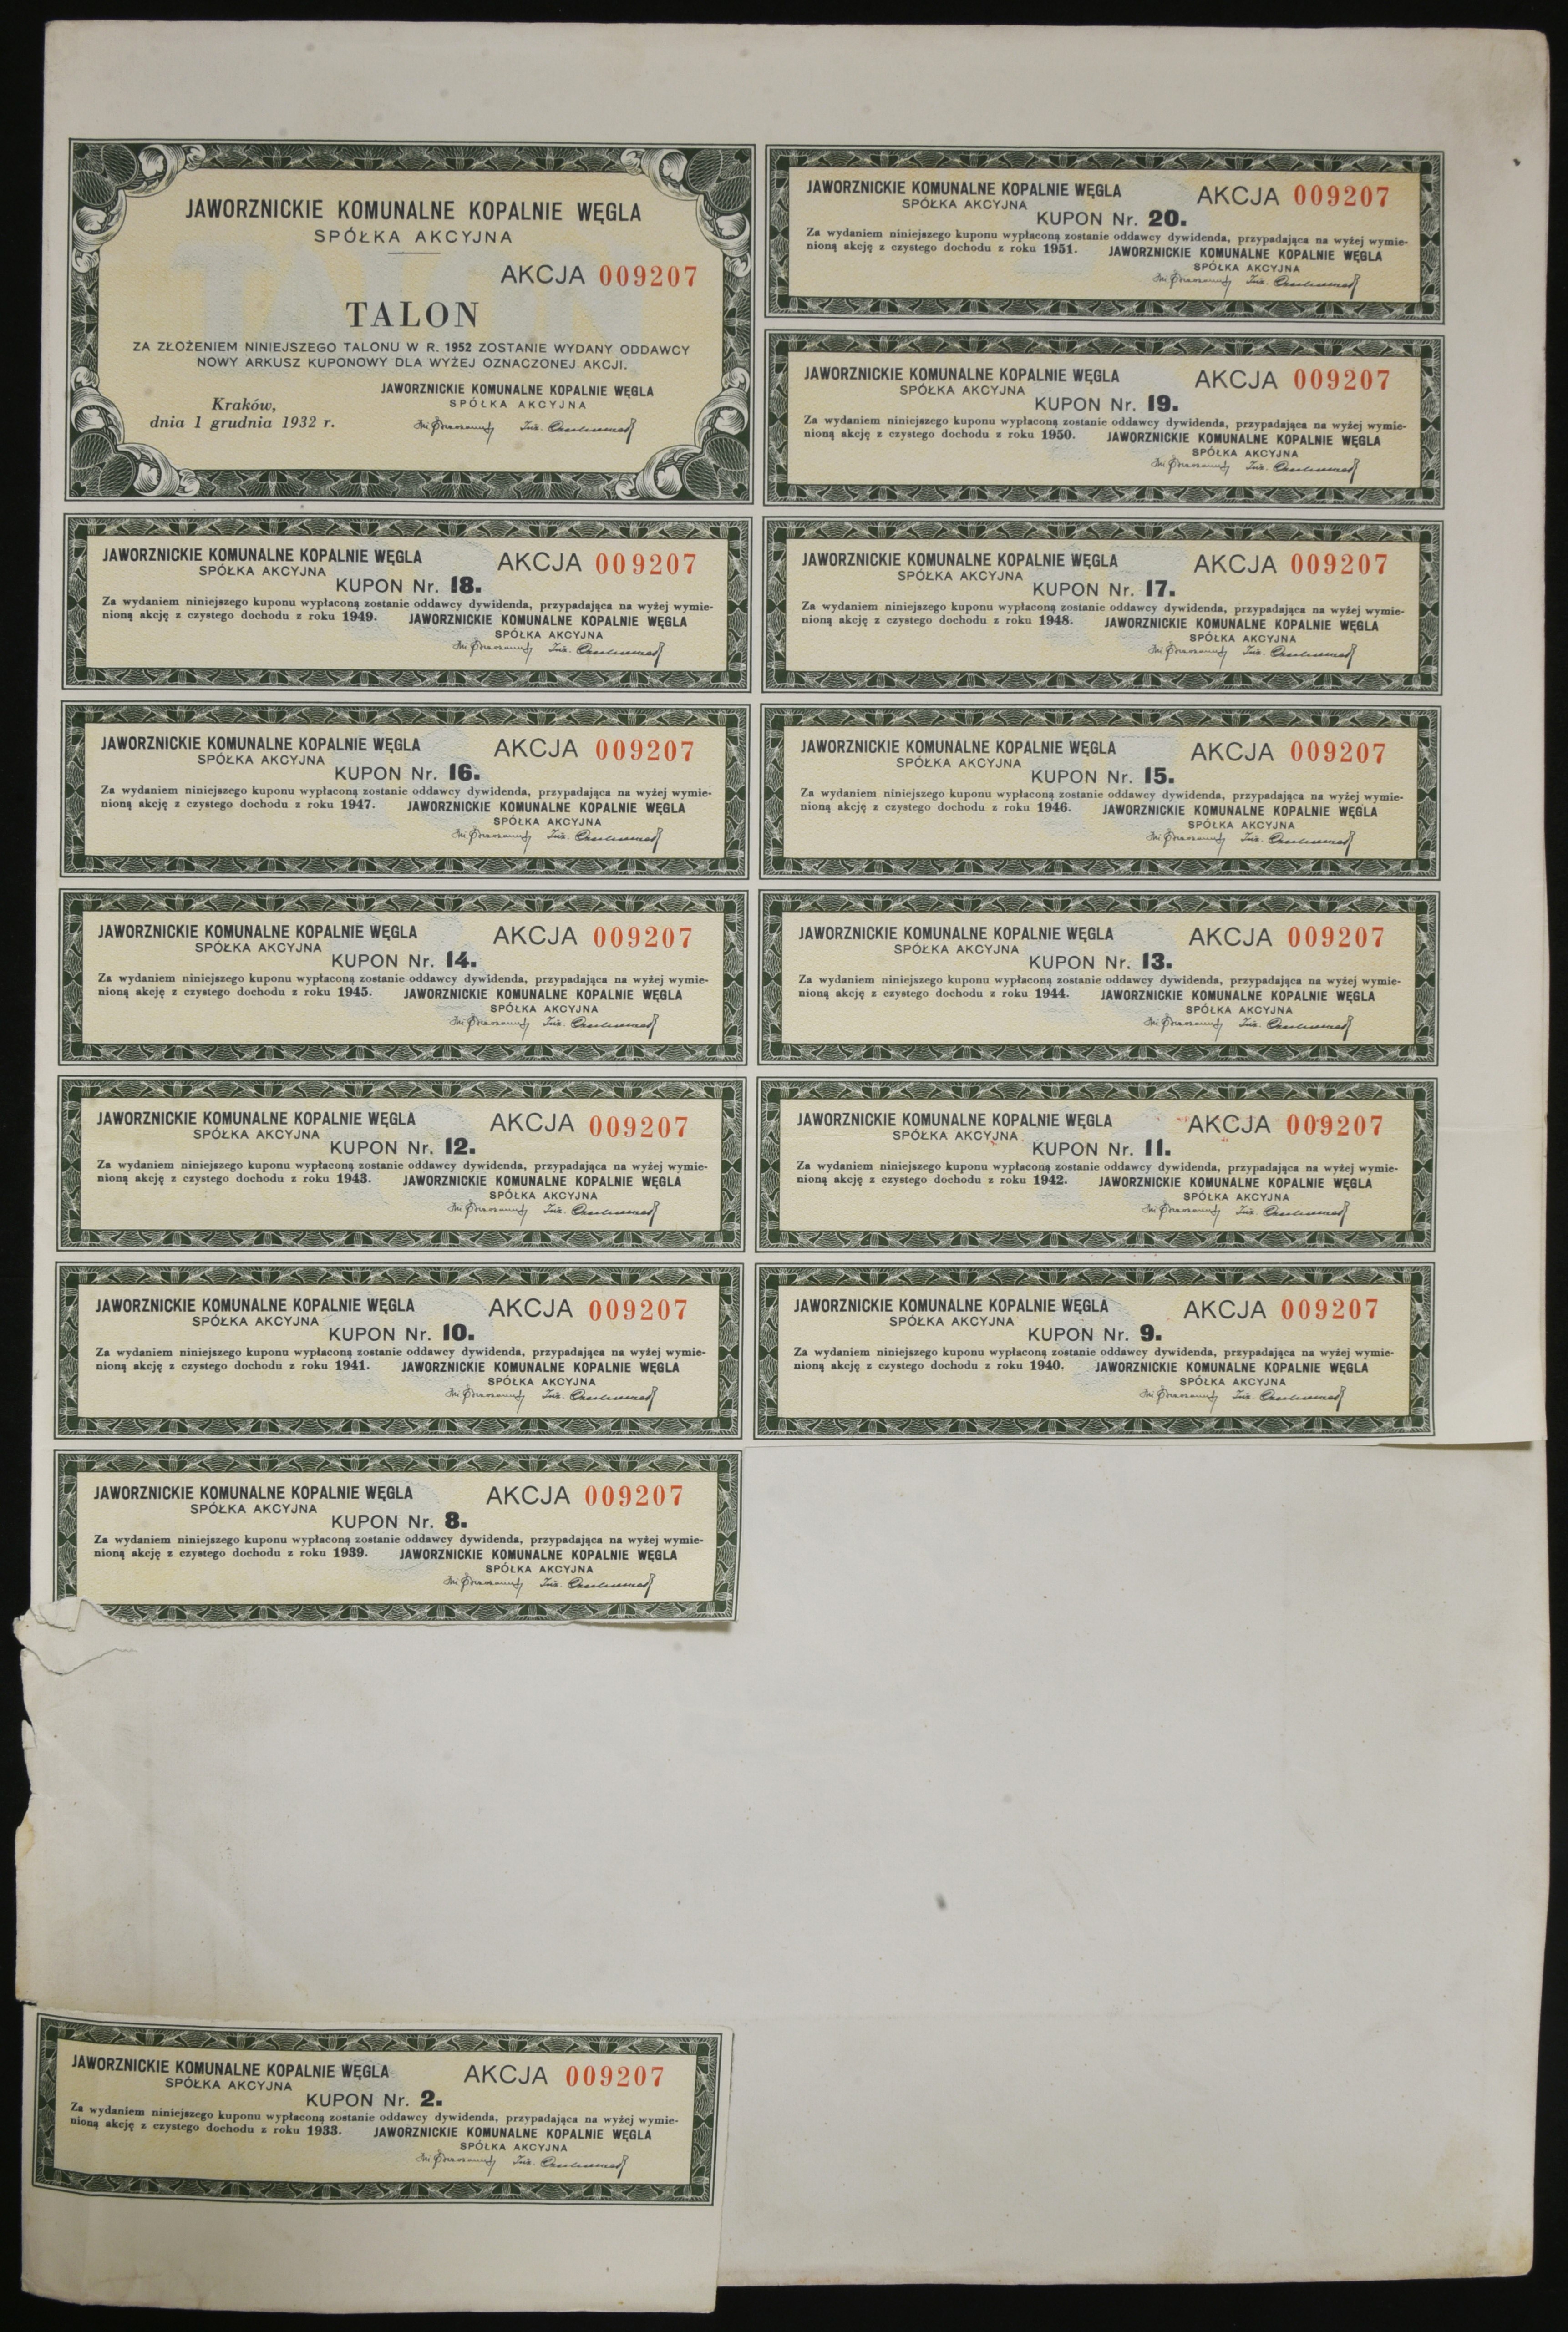 JAWORZNICKIE KOMUNALNE KOPALNIE WĘGLA
SPÓŁKA AKCYJNA
AKCJA 009207
TALON
ZA ZŁOŻENIEM NINIEJSZEGO TALONU W R. 1952 ZOSTANIE WYDANY ODDAWCY
NOWY ARKUSZ KUPONOWY DLA WYŻEJ OZNACZONEJ AKCJI.
JAWORZNICKIE KOMUNALNE KOPALNIE WĘGLA
SPÓŁKA AKCYJNA
Kraków,
dnia 1 grudnia 1932 r.
JAWORZNICKIE KOMUNALNE KOPALNIE WĘGLA AKCJA 009207
SPÓŁKA AKCYJNA
KUPON Nr. 20.
Za wydaniem niniejszego kuponu wypłaconą zostanie oddawcy dywidenda, przypadająca na wyżej wymie-
nioną akcję z czystego dochodu z roku 1951. JAWORZNICKIE KOMUNALNE KOPALNIE WĘGLA
SPÓŁKA AKCYJNA
JAWORZNICKIE KOMUNALNE KOPALNIE WĘGLA AKCJA 009207
SPÓŁKA AKCYJNA
KUPON Nr. 19.
Za wydaniem niniejszego kuponu wypłaconą zostanie oddawcy dywidenda, przypadająca na wyżej wymie-
nioną akcję z czystego dochodu z roku 1950. JAWORZNICKIE KOMUNALNE KOPALNIE WĘGLA
SPÓŁKA AKCYJNA
JAWORZNICKIE KOMUNALNE KOPALNIE WĘGLA AKCJA 009207
SPÓŁKA AKCYJNA
KUPON Nr. 18.
Za wydaniem niniejszego kuponu wypłaconą zostanie oddawcy dywidenda, przypadająca na wyżej wymie-
nioną akcję z czystego dochodu z roku 1949. JAWORZNICKIE KOMUNALNE KOPALNIE WĘGLA
SPÓŁKA AKCYJNA
JAWORZNICKIE KOMUNALNE KOPALNIE WĘGLA AKCJA 009207
SPÓŁKA AKCYJNA
KUPON Nr. 17.
Za wydaniem niniejszego kuponu wypłaconą zostanie oddawcy dywidenda, przypadająca na wyżej wymie-
nioną akcję z czystego dochodu z roku 1948. JAWORZNICKIE KOMUNALNE KOPALNIE WĘGLA
SPÓŁKA AKCYJNA
JAWORZNICKIE KOMUNALNE KOPALNIE WĘGLA AKCJA 009207
SPÓŁKA AKCYJNA
KUPON Nr. 16.
Za wydaniem niniejszego kuponu wypłaconą zostanie oddawcy dywidenda, przypadająca na wyżej wymie-
nioną akcję z czystego dochodu z roku 1947. JAWORZNICKIE KOMUNALNE KOPALNIE WĘGLA
SPÓŁKA AKCYJNA
JAWORZNICKIE KOMUNALNE KOPALNIE WĘGLA AKCJA 009207
SPÓŁKA AKCYJNA
KUPON Nr. 15.
Za wydaniem niniejszego kuponu wypłaconą zostanie oddawcy dywidenda, przypadająca na wyżej wymie-
nioną akcję z czystego dochodu z roku 1946. JAWORZNICKIE KOMUNALNE KOPALNIE WĘGLA
SPÓŁKA AKCYJNA
JAWORZNICKIE KOMUNALNE KOPALNIE WĘGLA AKCJA 009207
SPÓŁKA AKCYJNA
KUPON Nr. 14.
Za wydaniem niniejszego kuponu wypłaconą zostanie oddawcy dywidenda, przypadająca na wyżej wymie-
nioną akcję z czystego dochodu z roku 1945. JAWORZNICKIE KOMUNALNE KOPALNIE WĘGLA
SPÓŁKA AKCYJNA
JAWORZNICKIE KOMUNALNE KOPALNIE WĘGLA AKCJA 009207
SPÓŁKA AKCYJNA
KUPON Nr. 13.
Za wydaniem niniejszego kuponu wypłaconą zostanie oddawcy dywidenda, przypadająca na wyżej wymie-
nioną akcję z czystego dochodu z roku 1944. JAWORZNICKIE KOMUNALNE KOPALNIE WĘGLA
SPÓŁKA AKCYJNA
JAWORZNICKIE KOMUNALNE KOPALNIE WĘGLA AKCJA 009207
SPÓŁKA AKCYJNA
KUPON Nr. 12.
Za wydaniem niniejszego kuponu wypłaconą zostanie oddawcy dywidenda, przypadająca na wyżej wymie-
nioną akcję z czystego dochodu z roku 1943. JAWORZNICKIE KOMUNALNE KOPALNIE WĘGLA
SPÓŁKA AKCYJNA
JAWORZNICKIE KOMUNALNE KOPALNIE WĘGLA AKCJA 009207
SPÓŁKA AKCYJNA
KUPON Nr. 11.
Za wydaniem niniejszego kuponu wypłaconą zostanie oddawcy dywidenda, przypadająca na wyżej wymie-
nioną akcję z czystego dochodu z roku 1942. JAWORZNICKIE KOMUNALNE KOPALNIE WĘGLA
SPÓŁKA AKCYJNA
JAWORZNICKIE KOMUNALNE KOPALNIE WĘGLA AKCJA 009207
SPÓŁKA AKCYJNA
KUPON Nr. 10.
Za wydaniem niniejszego kuponu wypłaconą zostanie oddawcy dywidenda, przypadająca na wyżej wymie-
nioną akcję z czystego dochodu z roku 1941. JAWORZNICKIE KOMUNALNE KOPALNIE WĘGLA
SPÓŁKA AKCYJNA
JAWORZNICKIE KOMUNALNE KOPALNIE WĘGLA AKCJA 009207
SPÓŁKA AKCYJNA
KUPON Nr. 9.
Za wydaniem niniejszego kuponu wypłaconą zostanie oddawcy dywidenda, przypadająca na wyżej wymie-
nioną akcję z czystego dochodu z roku 1940. JAWORZNICKIE KOMUNALNE KOPALNIE WĘGLA
SPÓŁKA AKCYJNA
JAWORZNICKIE KOMUNALNE KOPALNIE WĘGLA AKCJA 009207
SPÓŁKA AKCYJNA
KUPON Nr. 8.
Za wydaniem niniejszego kuponu wypłaconą zostanie oddawcy dywidenda, przypadająca na wyżej wymie-
nioną akcję z czystego dochodu z roku 1939. JAWORZNICKIE KOMUNALNE KOPALNIE WĘGLA
SPÓŁKA AKCYJNA
JAWORZNICKIE KOMUNALNE KOPALNIE WĘGLA AKCJA 009207
SPÓŁKA AKCYJNA
KUPON Nr. 2.
Za wydaniem niniejszego kuponu wypłaconą zostanie oddawcy dywidenda, przypadająca na wyżej wymie-
nioną akcję z czystego dochodu z roku 1933. JAWORZNICKIE KOMUNALNE KOPALNIE WĘGLA
SPÓŁKA AKCYJNA